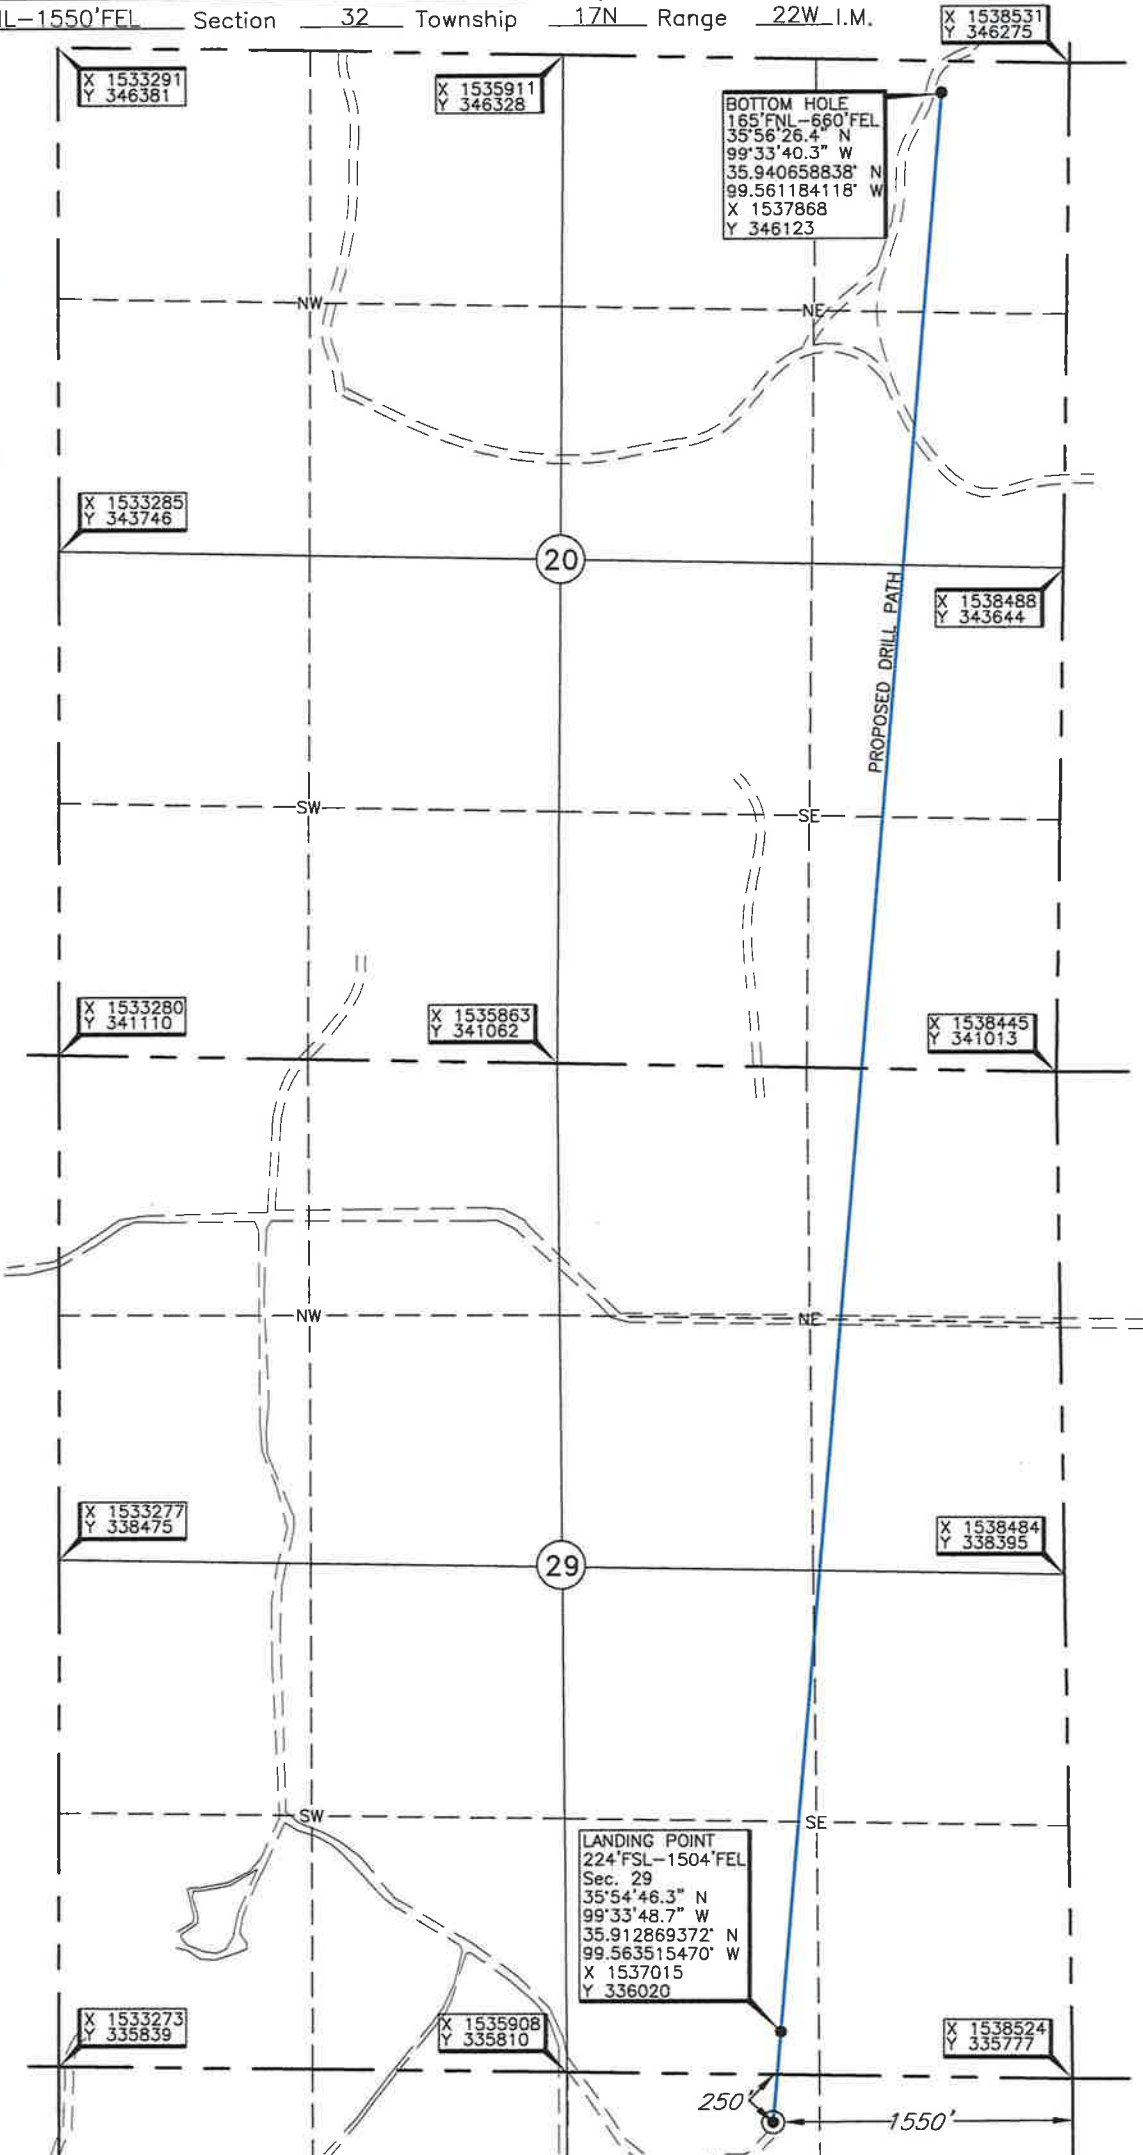 IL-1550'FEL Section 32 Township 17N Range 22W I.M.
X 1538531
Y 346275
X 1533291
Y 346381
X 1535911
Y 346328
BOTTOM HOLE
165'FNL-660'FEL
35°56'26.4" N
99°33'40.3" W
35.940658838° N
99.561184118° W
X 1537868
Y 346123
NW
NE
X 1533285
Y 343746
20
X 1538488
Y 343644
PROPOSED DRILL PATH
SW
SE
X 1533280
Y 341110
X 1535863
Y 341062
X 1538445
Y 341013
NW
NE
X 1533277
Y 338475
X 1538484
Y 338395
29
SW
SE
LANDING POINT
224'FSL-1504'FEL
Sec. 29
35°54'46.3" N
99°33'48.7" W
35.912869372° N
99.563515470° W
X 1537015
Y 336020
X 1533273
Y 335839
X 1535908
Y 335810
X 1538524
Y 335777
250'
1550'